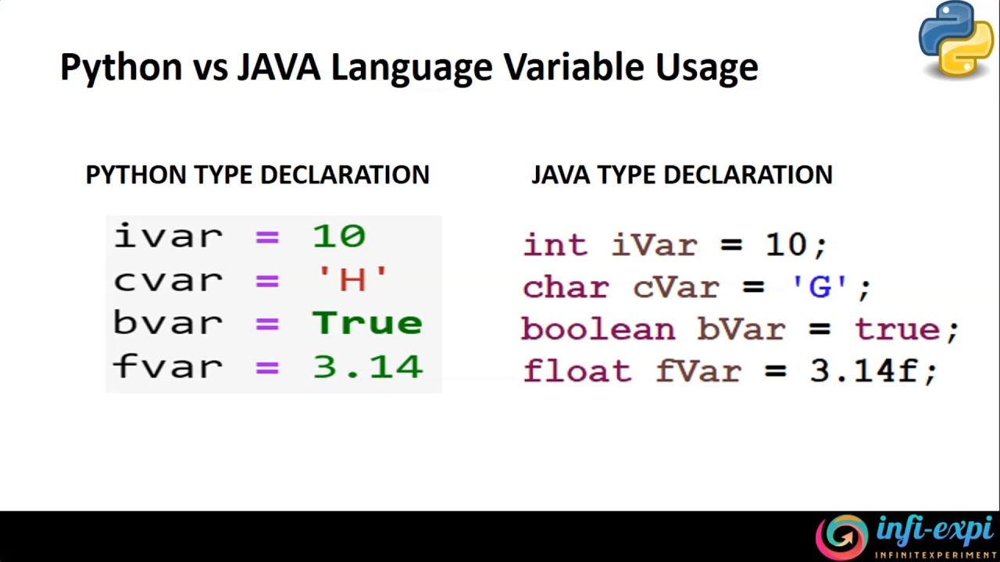 Python vs JAVA Language Variable Usage
PYTHON TYPE DECLARATION
ivar = 10
cvar = 'H'
bvar = True
fvar = 3.14
JAVA TYPE DECLARATION
int iVar = 10;
char cVar = 'G';
boolean bVar = true;
float fVar = 3.14f;
infi-expi
INFINITEXPERIMENT